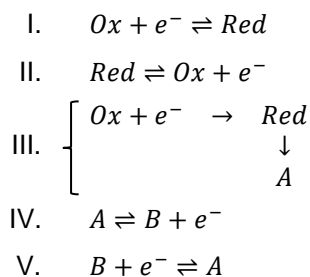 I. Ox + e⁻ ⇌ Red
II. Red ⇌ Ox + e⁻
III. Ox + e⁻ → Red
↓
A
IV. A ⇌ B + e⁻
V. B + e⁻ ⇌ A